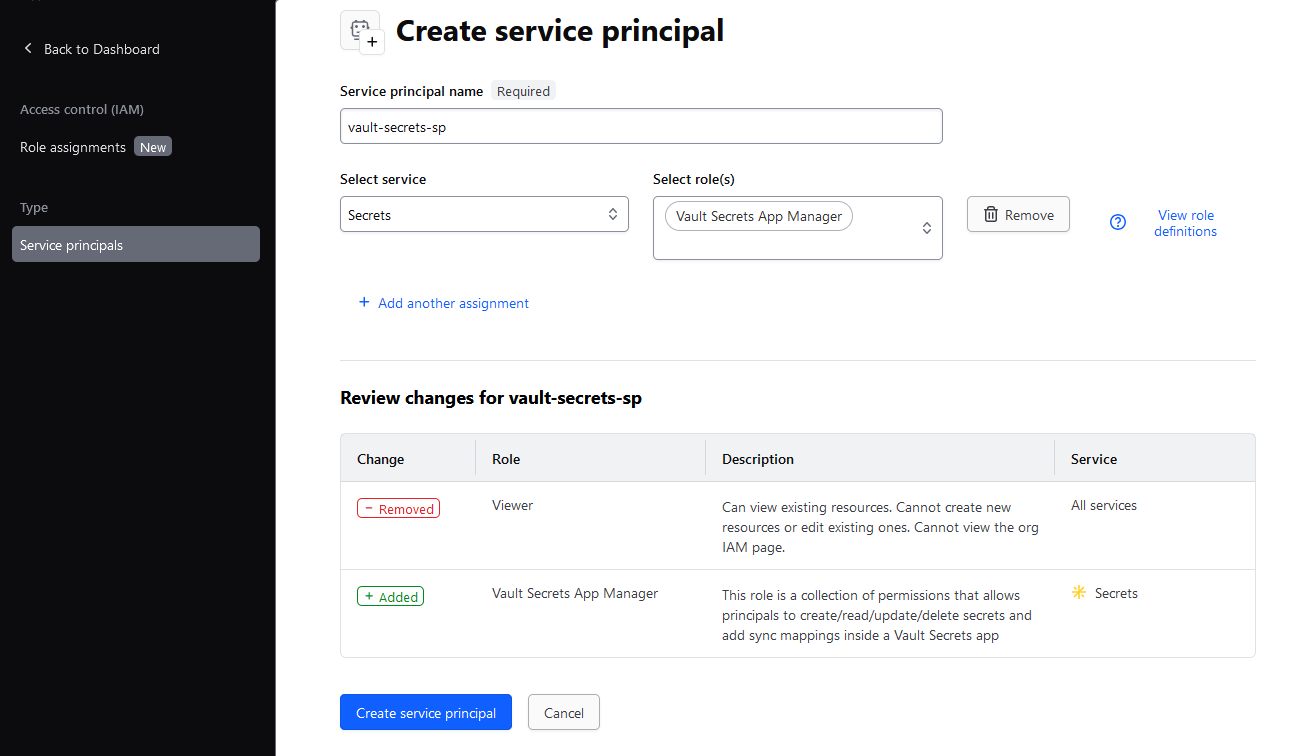 Back to Dashboard
Access control (IAM)
Role assignments New
Type
Service principals
Create service principal
Service principal name Required
vault-secrets-sp
Select service Select role(s)
Secrets Vault Secrets App Manager Remove View role
definitions
+ Add another assignment
Review changes for vault-secrets-sp
Change Role Description Service
− Removed Viewer Can view existing resources. Cannot create new All services
resources or edit existing ones. Cannot view the org
IAM page.
+ Added Vault Secrets App Manager This role is a collection of permissions that allows Secrets
principals to create/read/update/delete secrets and
add sync mappings inside a Vault Secrets app
Create service principal Cancel